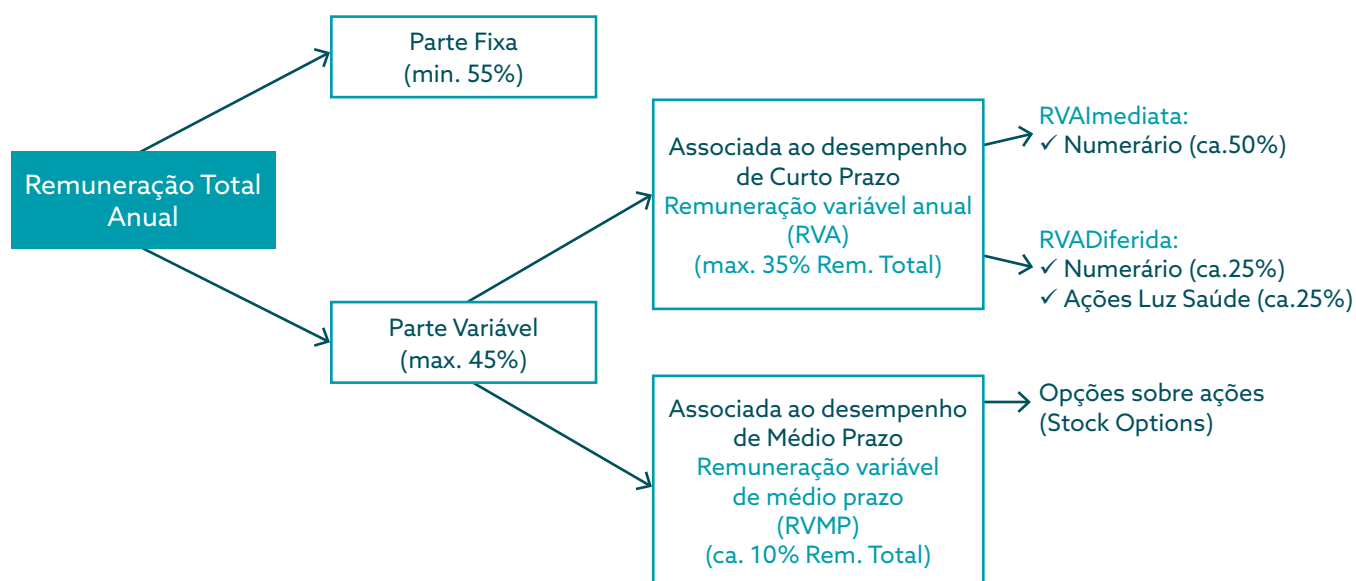 Remuneração Total
Anual
Parte Fixa
(min. 55%)
Parte Variável
(max. 45%)
Associada ao desempenho
de Curto Prazo
Remuneração variável anual
(RVA)
(max. 35% Rem. Total)
RVAImediata:
✓ Numerário (ca.50%)
RVADiferida:
✓ Numerário (ca.25%)
✓ Ações Luz Saúde (ca.25%)
Associada ao desempenho
de Médio Prazo
Remuneração variável
de médio prazo
(RVMP)
(ca. 10% Rem. Total)
Opções sobre ações
(Stock Options)